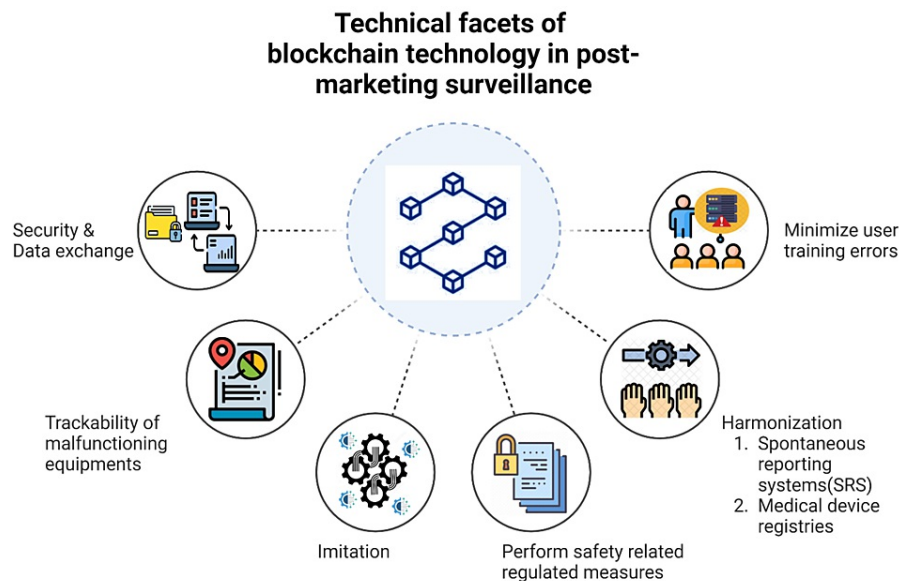 Technical facets of
blockchain technology in post-
marketing surveillance
Security &
Data exchange
Minimize user
training errors
Trackability of
malfunctioning
equipments
Harmonization
1. Spontaneous
reporting
systems(SRS)
2. Medical device
registries
Imitation
Perform safety related
regulated measures